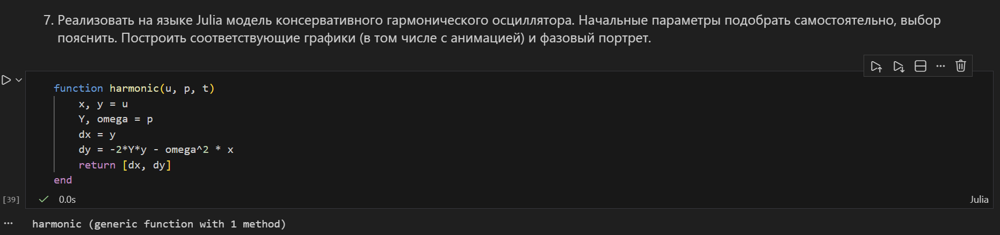 7. Реализовать на языке Julia модель консервативного гармонического осциллятора. Начальные параметры подобрать самостоятельно, выбор
пояснить. Построить соответствующие графики (в том числе с анимацией) и фазовый портрет.
function harmonic(u, p, t)
    x, y = u
    Y, omega = p
    dx = y
    dy = -2*Y*y - omega^2 * x
    return [dx, dy]
end
[39]
0.0s
Julia
harmonic (generic function with 1 method)